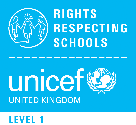 RIGHTS
RESPECTING
SCHOOLS
unicef
UNITED KINGDOM
LEVEL 1